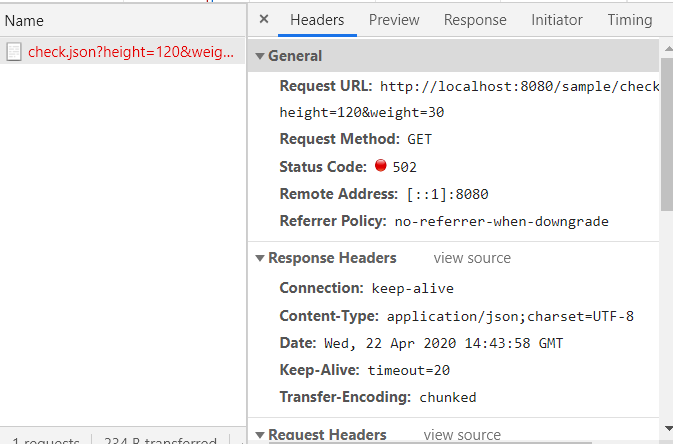 Name
check.json?height=120&weig...
× Headers Preview Response Initiator Timing
General
Request URL: http://localhost:8080/sample/check
height=120&weight=30
Request Method: GET
Status Code: 502
Remote Address: [::1]:8080
Referrer Policy: no-referrer-when-downgrade
Response Headers view source
Connection: keep-alive
Content-Type: application/json;charset=UTF-8
Date: Wed, 22 Apr 2020 14:43:58 GMT
Keep-Alive: timeout=20
Transfer-Encoding: chunked
Request Headers view source
1 requests 234 B transferred